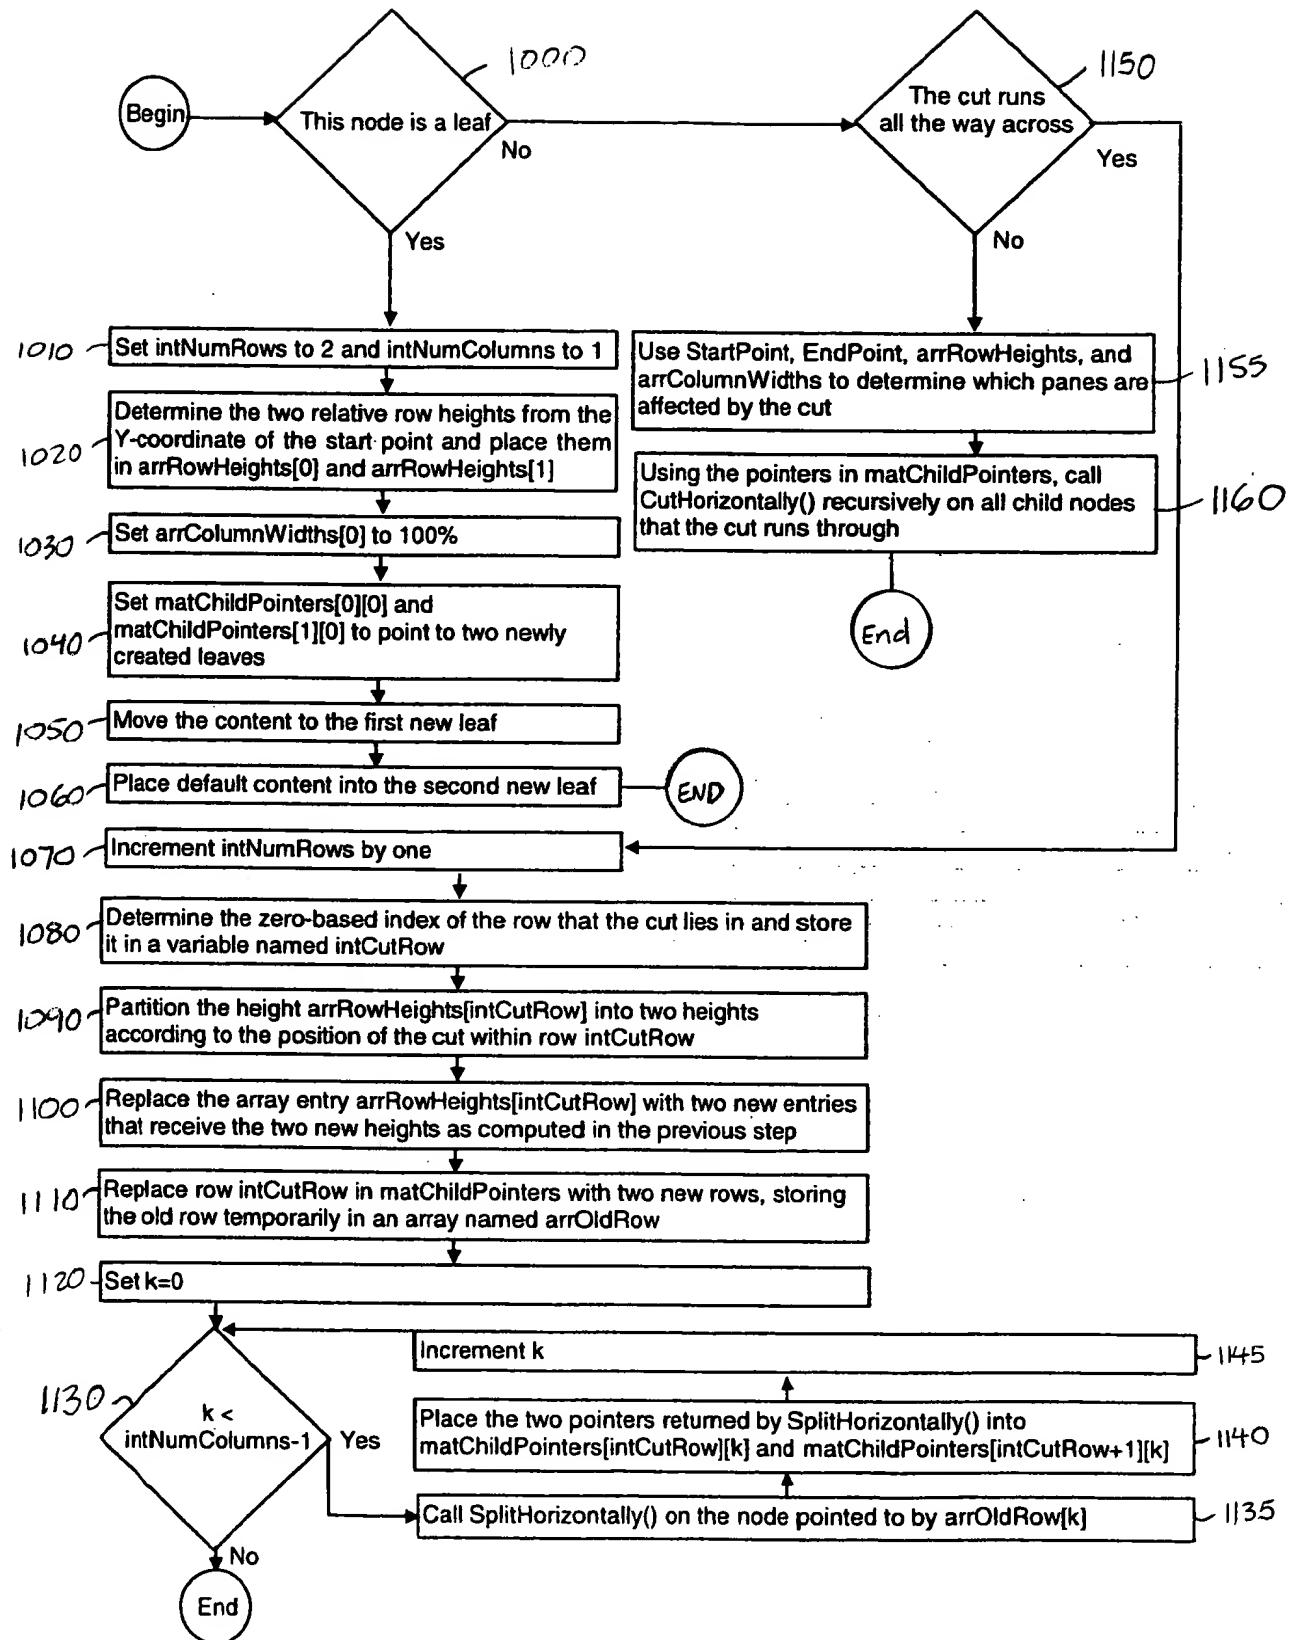 1000
1150
Begin
This node is a leaf
No
Yes
The cut runs
all the way across
Yes
No
1010
Set intNumRows to 2 and intNumColumns to 1
1020
Determine the two relative row heights from the
Y-coordinate of the start point and place them
in arrRowHeights[0] and arrRowHeights[1]
1030
Set arrColumnWidths[0] to 100%
1040
Set matChildPointers[0][0] and
matChildPointers[1][0] to point to two newly
created leaves
1050
Move the content to the first new leaf
1060
Place default content into the second new leaf
END
Use StartPoint, EndPoint, arrRowHeights, and
arrColumnWidths to determine which panes are
affected by the cut
1155
Using the pointers in matChildPointers, call
CutHorizontally() recursively on all child nodes
that the cut runs through
1160
End
1070
Increment intNumRows by one
1080
Determine the zero-based index of the row that the cut lies in and store
it in a variable named intCutRow
1090
Partition the height arrRowHeights[intCutRow] into two heights
according to the position of the cut within row intCutRow
1100
Replace the array entry arrRowHeights[intCutRow] with two new entries
that receive the two new heights as computed in the previous step
1110
Replace row intCutRow in matChildPointers with two new rows, storing
the old row temporarily in an array named arrOldRow
1120
Set k=0
1130
k <
intNumColumns-1
Yes
No
End
Increment k
1145
Place the two pointers returned by SplitHorizontally() into
matChildPointers[intCutRow][k] and matChildPointers[intCutRow+1][k]
1140
Call SplitHorizontally() on the node pointed to by arrOldRow[k]
1135